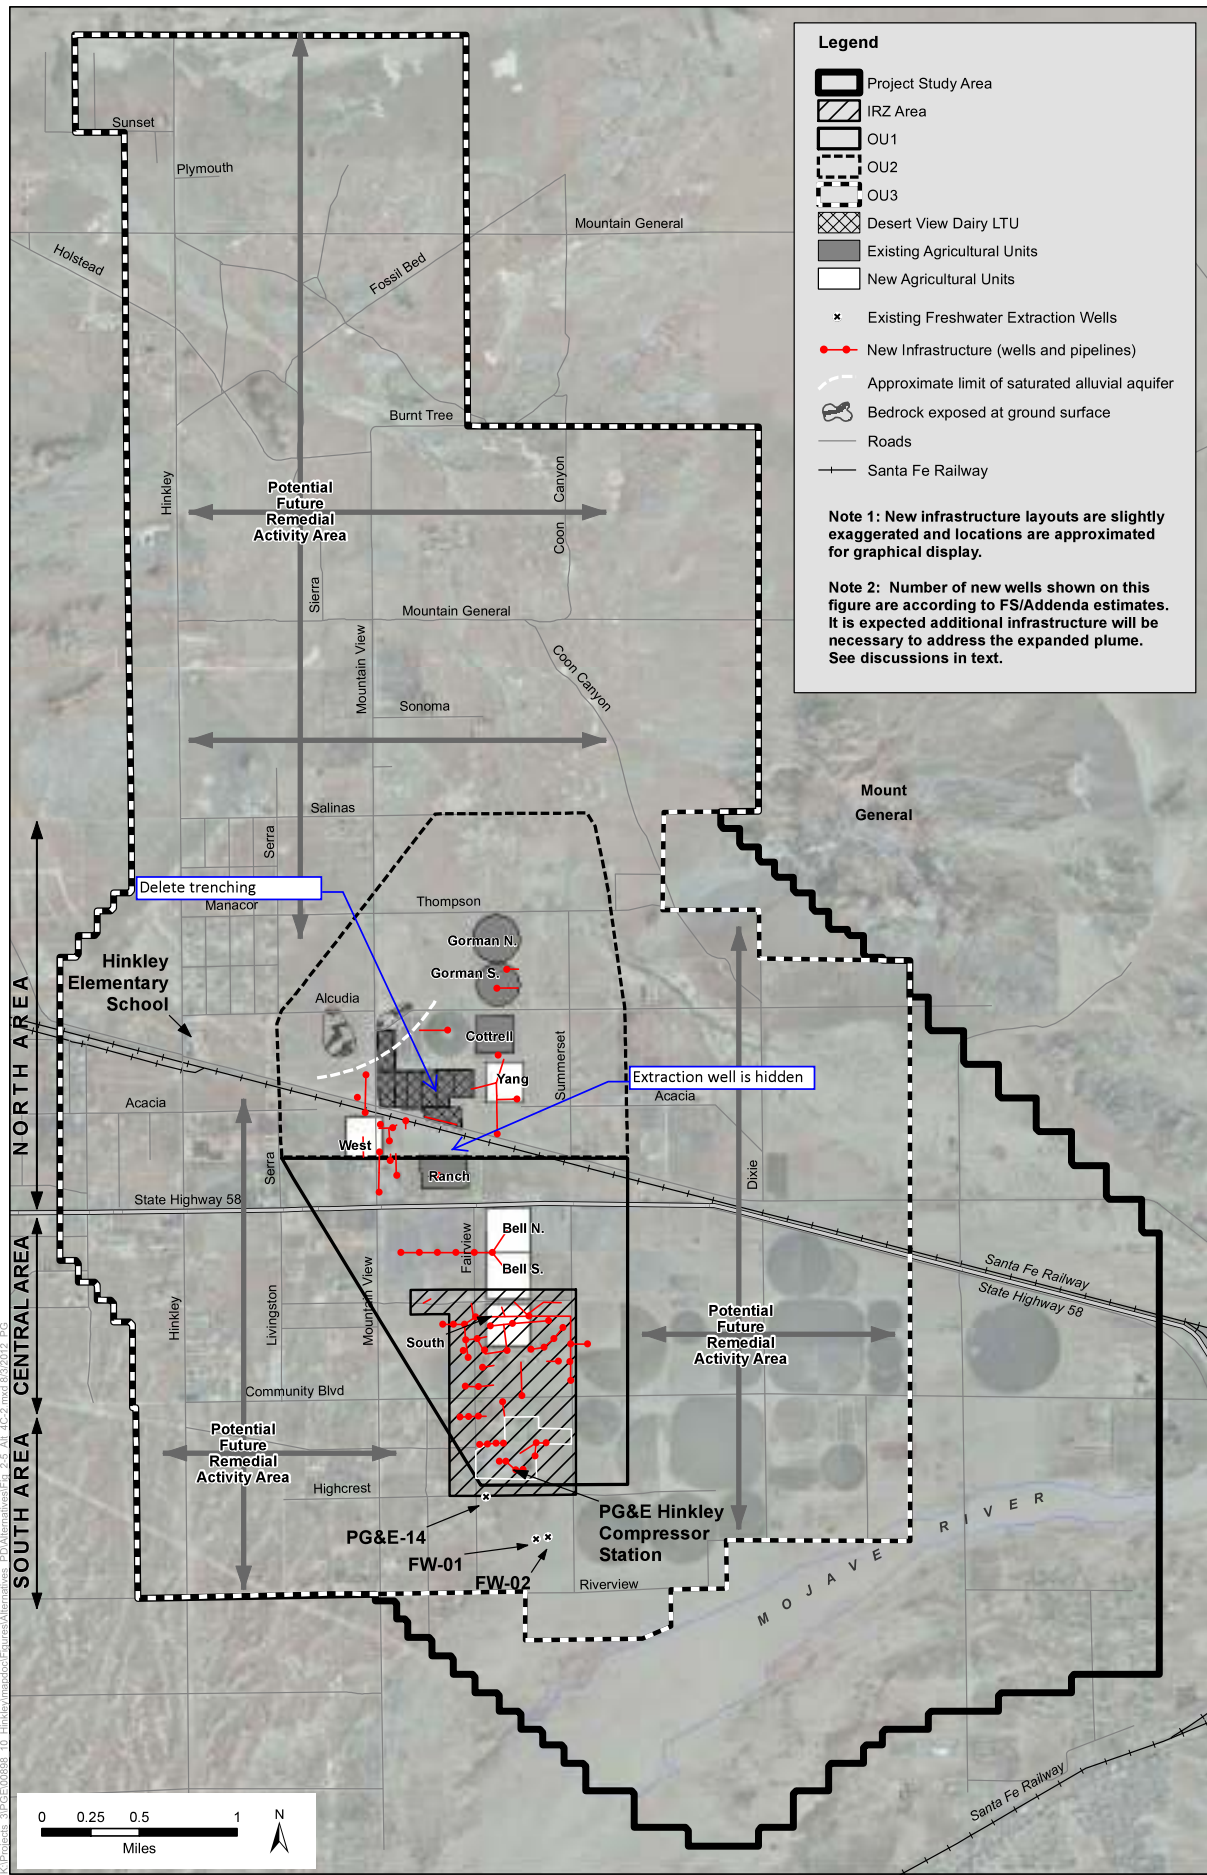 Legend
Project Study Area
IRZ Area
OU1
OU2
OU3
Desert View Dairy LTU
Existing Agricultural Units
New Agricultural Units
Existing Freshwater Extraction Wells
New Infrastructure (wells and pipelines)
Approximate limit of saturated alluvial aquifer
Bedrock exposed at ground surface
Roads
Santa Fe Railway
Note 1: New infrastructure layouts are slightly
exaggerated and locations are approximated
for graphical display.
Note 2: Number of new wells shown on this
figure are according to FS/Addenda estimates.
It is expected additional infrastructure will be
necessary to address the expanded plume.
See discussions in text.
Sunset
Plymouth
Mountain General
Holstead
Fossil Bed
Burnt Tree
Hinkley
Coon Canyon
Potential
Future
Remedial
Activity Area
Sierra
Mountain General
Mountain View
Coon Canyon
Sonoma
Mount
General
Salinas
Serra
Delete trenching
Manacor
Thompson
Gorman N.
Gorman S.
Hinkley
Elementary
School
Alcudia
Cottrell
Summerset
Yang
Extraction well is hidden
Acacia
Acacia
West
Ranch
Serra
Dixie
State Highway 58
NORTH AREA
Bell N.
Fairview
Bell S.
Santa Fe Railway
State Highway 58
CENTRAL AREA
Hinkley
Livingston
Mountain View
South
Potential
Future
Remedial
Activity Area
Community Blvd
Potential
Future
Remedial
Activity Area
SOUTH AREA
Highcrest
PG&E-14
FW-01
FW-02
PG&E Hinkley
Compressor
Station
Riverview
MOJAVE RIVER
Santa Fe Railway
0 0.25 0.5 1
Miles
N